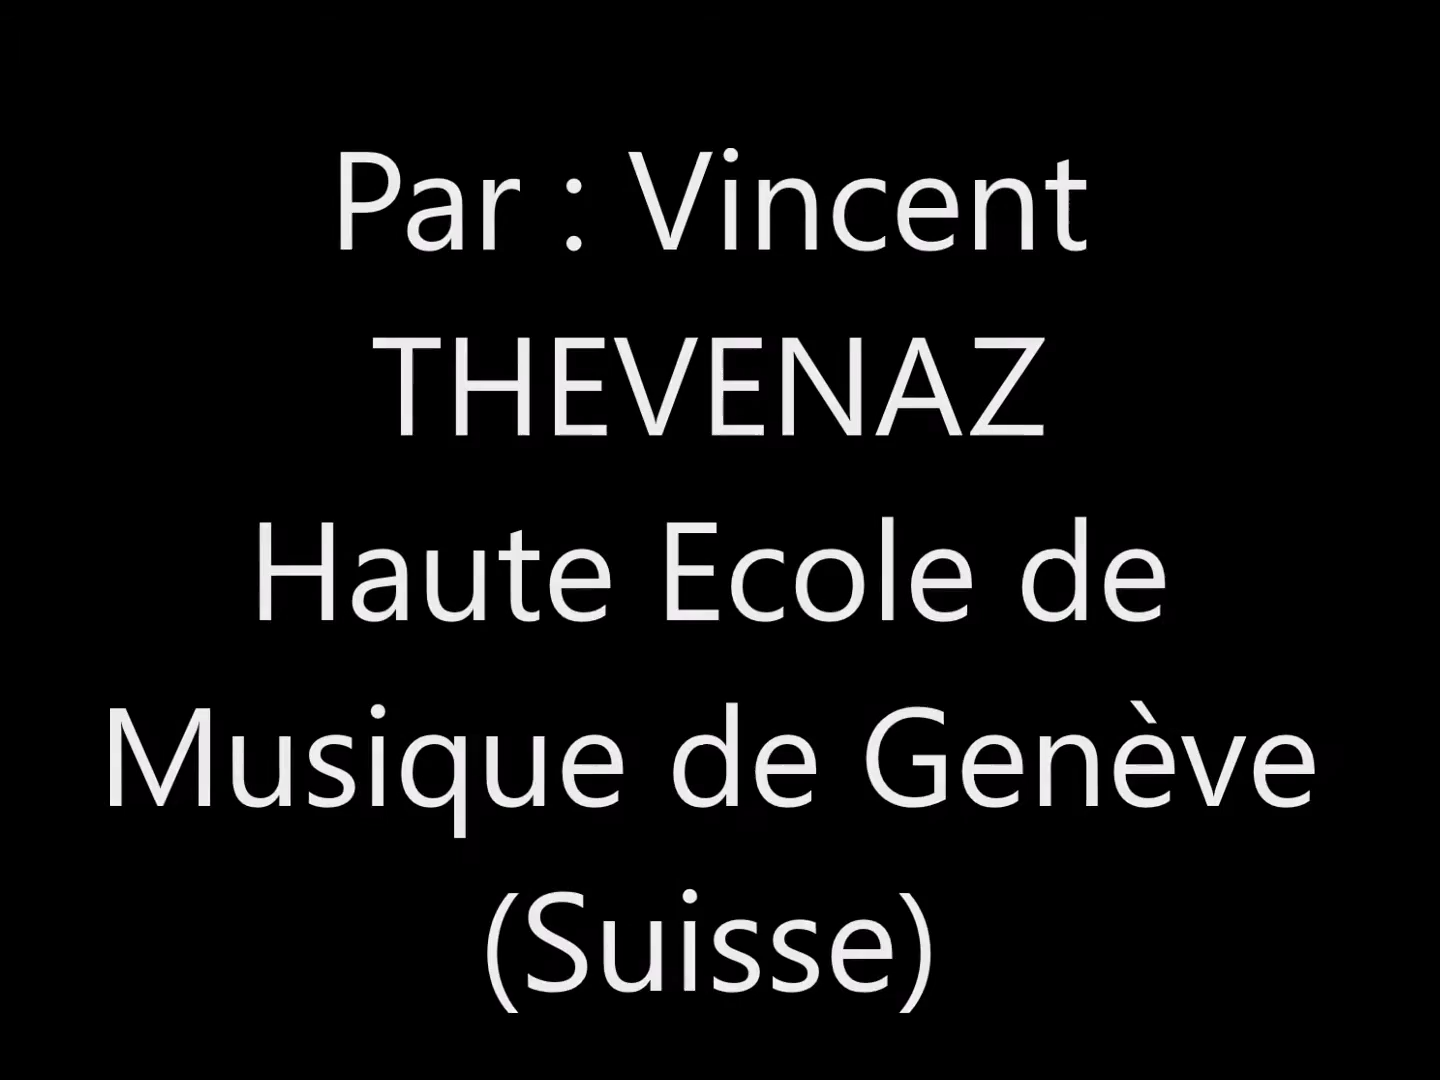 Par : Vincent
THEVENAZ
Haute Ecole de
Musique de Genève
(Suisse)